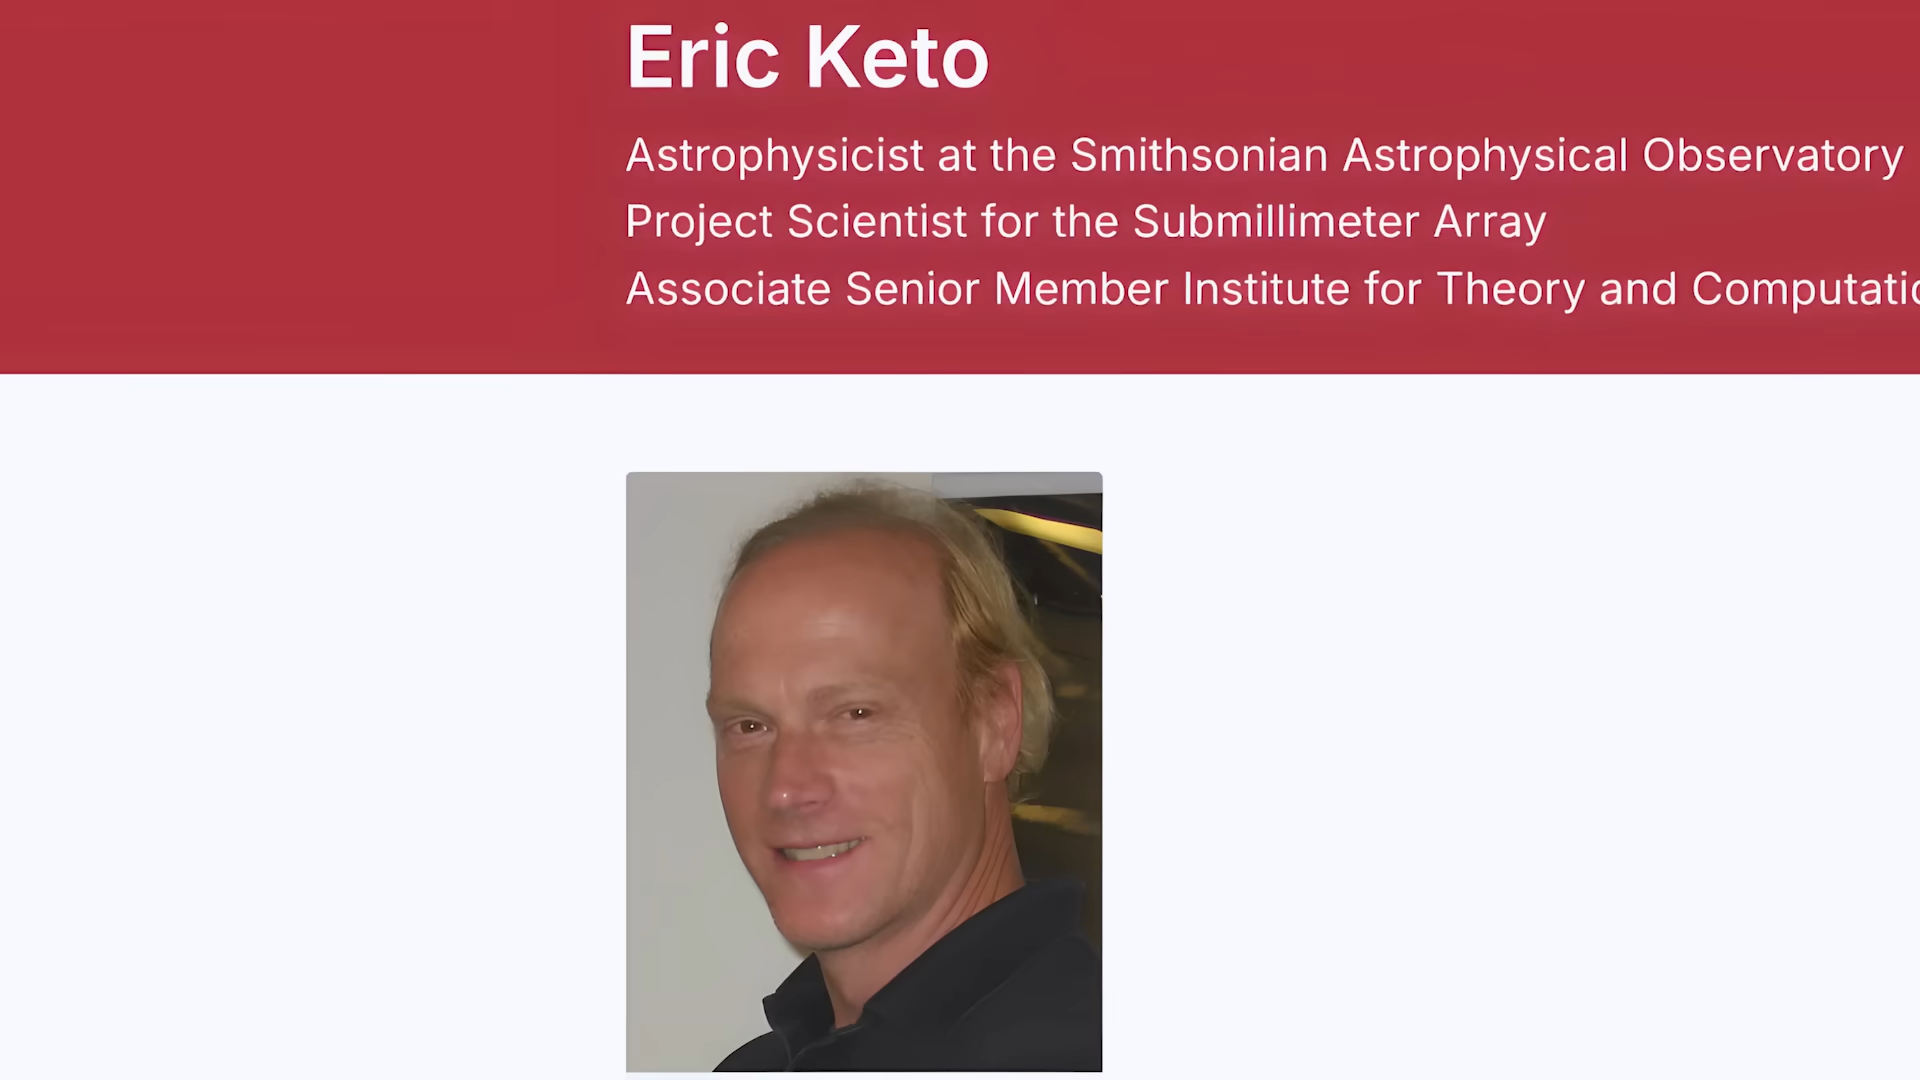 Eric Keto
Astrophysicist at the Smithsonian Astrophysical Observatory
Project Scientist for the Submillimeter Array
Associate Senior Member Institute for Theory and